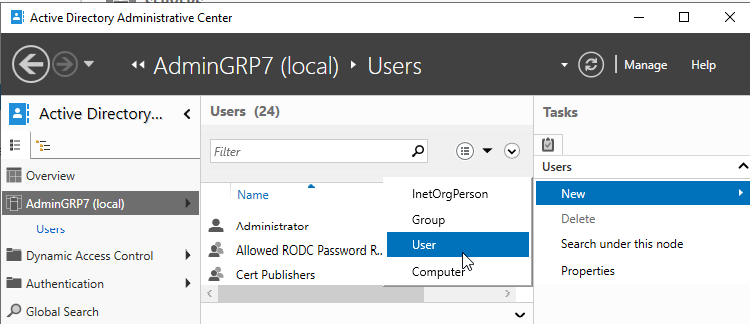 Active Directory Administrative Center
AdminGRP7 (local) Users
Manage
Help
Active Directory...
Overview
AdminGRP7 (local)
Users
Dynamic Access Control
Authentication
Global Search
Users (24)
Filter
Name
Administrator
Allowed RODC Password R...
Cert Publishers
InetOrgPerson
Group
User
Computer
Tasks
Users
New
Delete
Search under this node
Properties